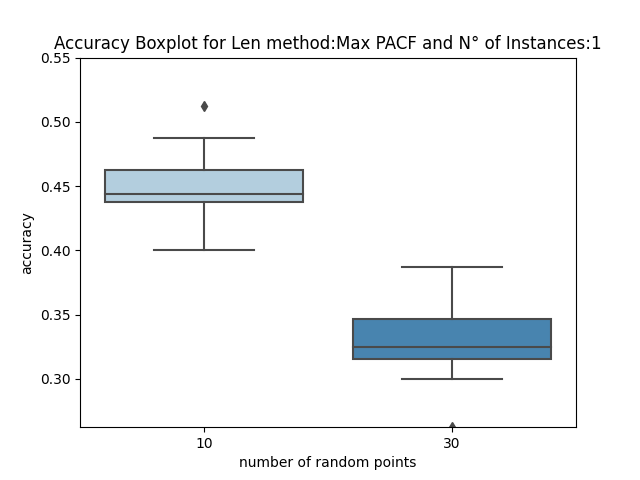 Accuracy Boxplot for Len method:Max PACF and N° of Instances:1
0.55
0.50
0.45
0.40
0.35
0.30
accuracy
10 30
number of random points